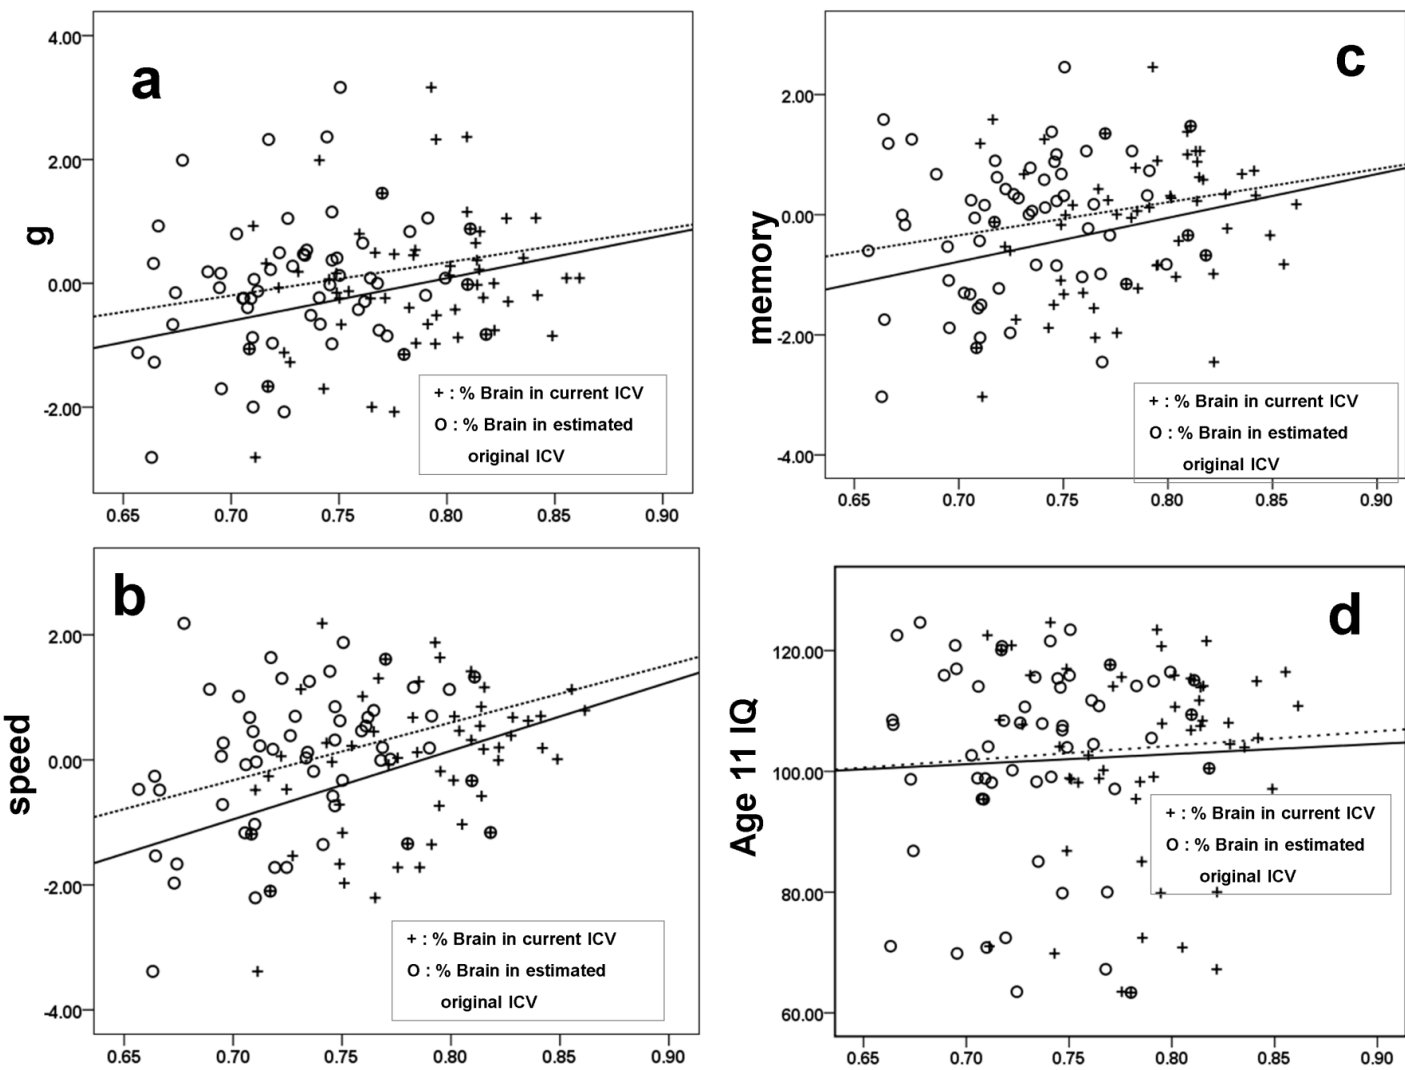 a
g
4.00
2.00
0.00
-2.00
+ : % Brain in current ICV
O : % Brain in estimated
original ICV
0.65 0.70 0.75 0.80 0.85 0.90
c
memory
2.00
0.00
-2.00
-4.00
+ : % Brain in current ICV
O : % Brain in estimated
original ICV
0.65 0.70 0.75 0.80 0.85 0.90
b
speed
2.00
0.00
-2.00
-4.00
+ : % Brain in current ICV
O : % Brain in estimated
original ICV
0.65 0.70 0.75 0.80 0.85 0.90
d
Age 11 IQ
120.00
100.00
80.00
60.00
+ : % Brain in current ICV
O : % Brain in estimated
original ICV
0.65 0.70 0.75 0.80 0.85 0.90